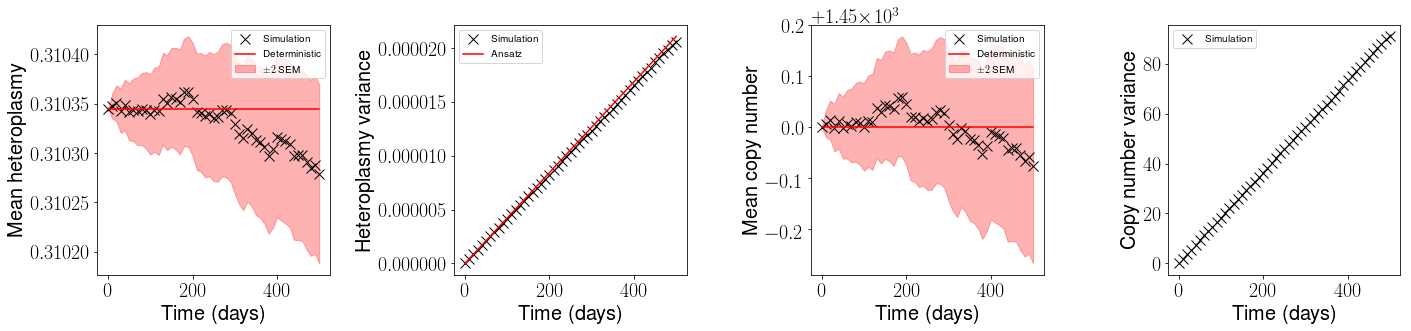 Mean heteroplasmy
0.31040
0.31035
0.31030
0.31025
0.31020
Simulation
Deterministic
±2 SEM
0
200
400
Time (days)
Heteroplasmy variance
0.000020
0.000015
0.000010
0.000005
0.000000
Simulation
Ansatz
0
200
400
Time (days)
+1.45×10³
Mean copy number
0.2
0.1
0.0
−0.1
−0.2
Simulation
Deterministic
±2 SEM
0
200
400
Time (days)
Copy number variance
80
60
40
20
0
Simulation
0
200
400
Time (days)